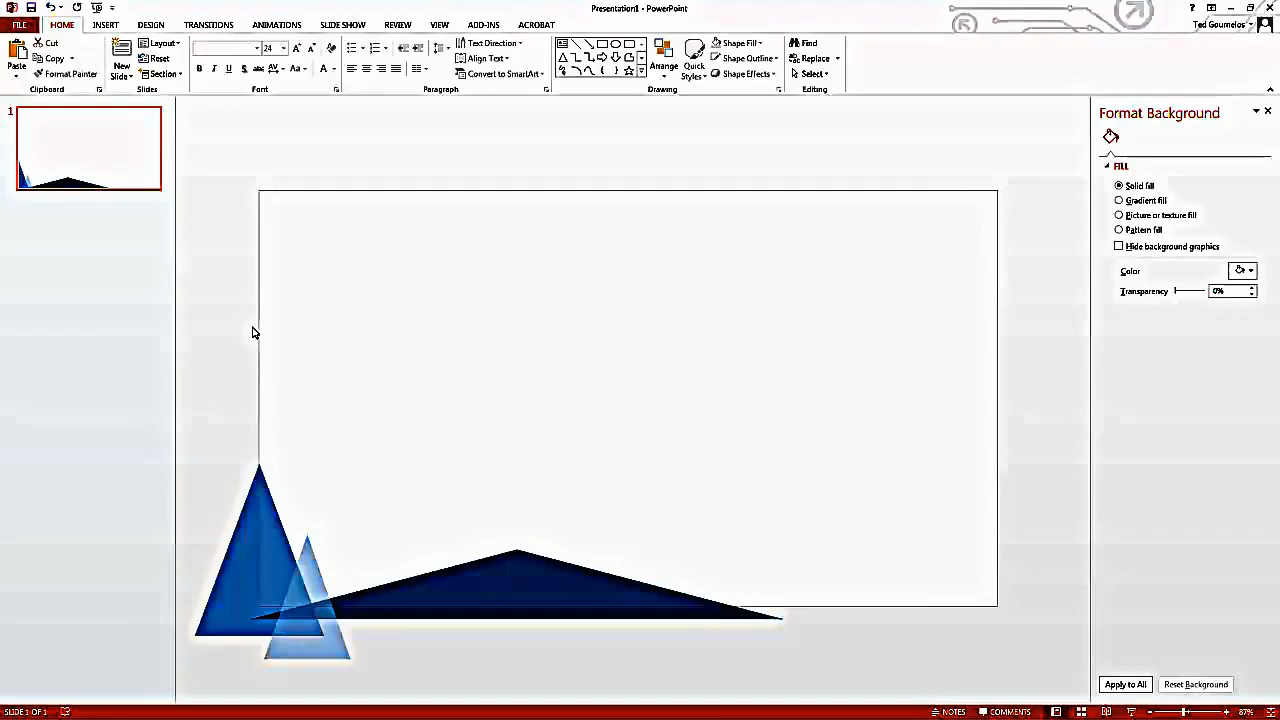 Presentation1 - PowerPoint
FILE HOME INSERT DESIGN TRANSITIONS ANIMATIONS SLIDE SHOW REVIEW VIEW ADD-INS ACROBAT Ted Goumelos
Paste
Cut
Copy
Format Painter
Clipboard
New
Slide
Layout
Reset
Section
Slides
24
B I U S abc AV Aa A
Font
Text Direction
Align Text
Convert to SmartArt
Paragraph
Arrange
Quick
Styles
Shape Fill
Shape Outline
Shape Effects
Drawing
Find
Replace
Select
Editing
1
Format Background
FILL
Solid fill
Gradient fill
Picture or texture fill
Pattern fill
Hide background graphics
Color
Transparency 0%
Apply to All Reset Background
SLIDE 1 OF 1 NOTES COMMENTS 87%